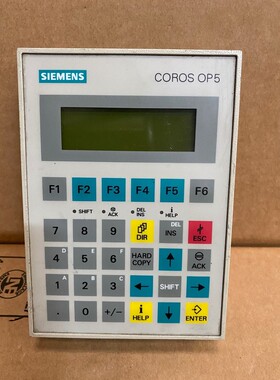 SIEMENS COROS OP5
F1 F2 F3 F4 F5 F6
SHIFT ACK DEL INS i HELP
7 8 9 DIR DEL INS ESC
D 4 E 5 F 6 HARD COPY ACK
A 1 B 2 C 3 SHIFT
. 0 +/- i HELP ENTER